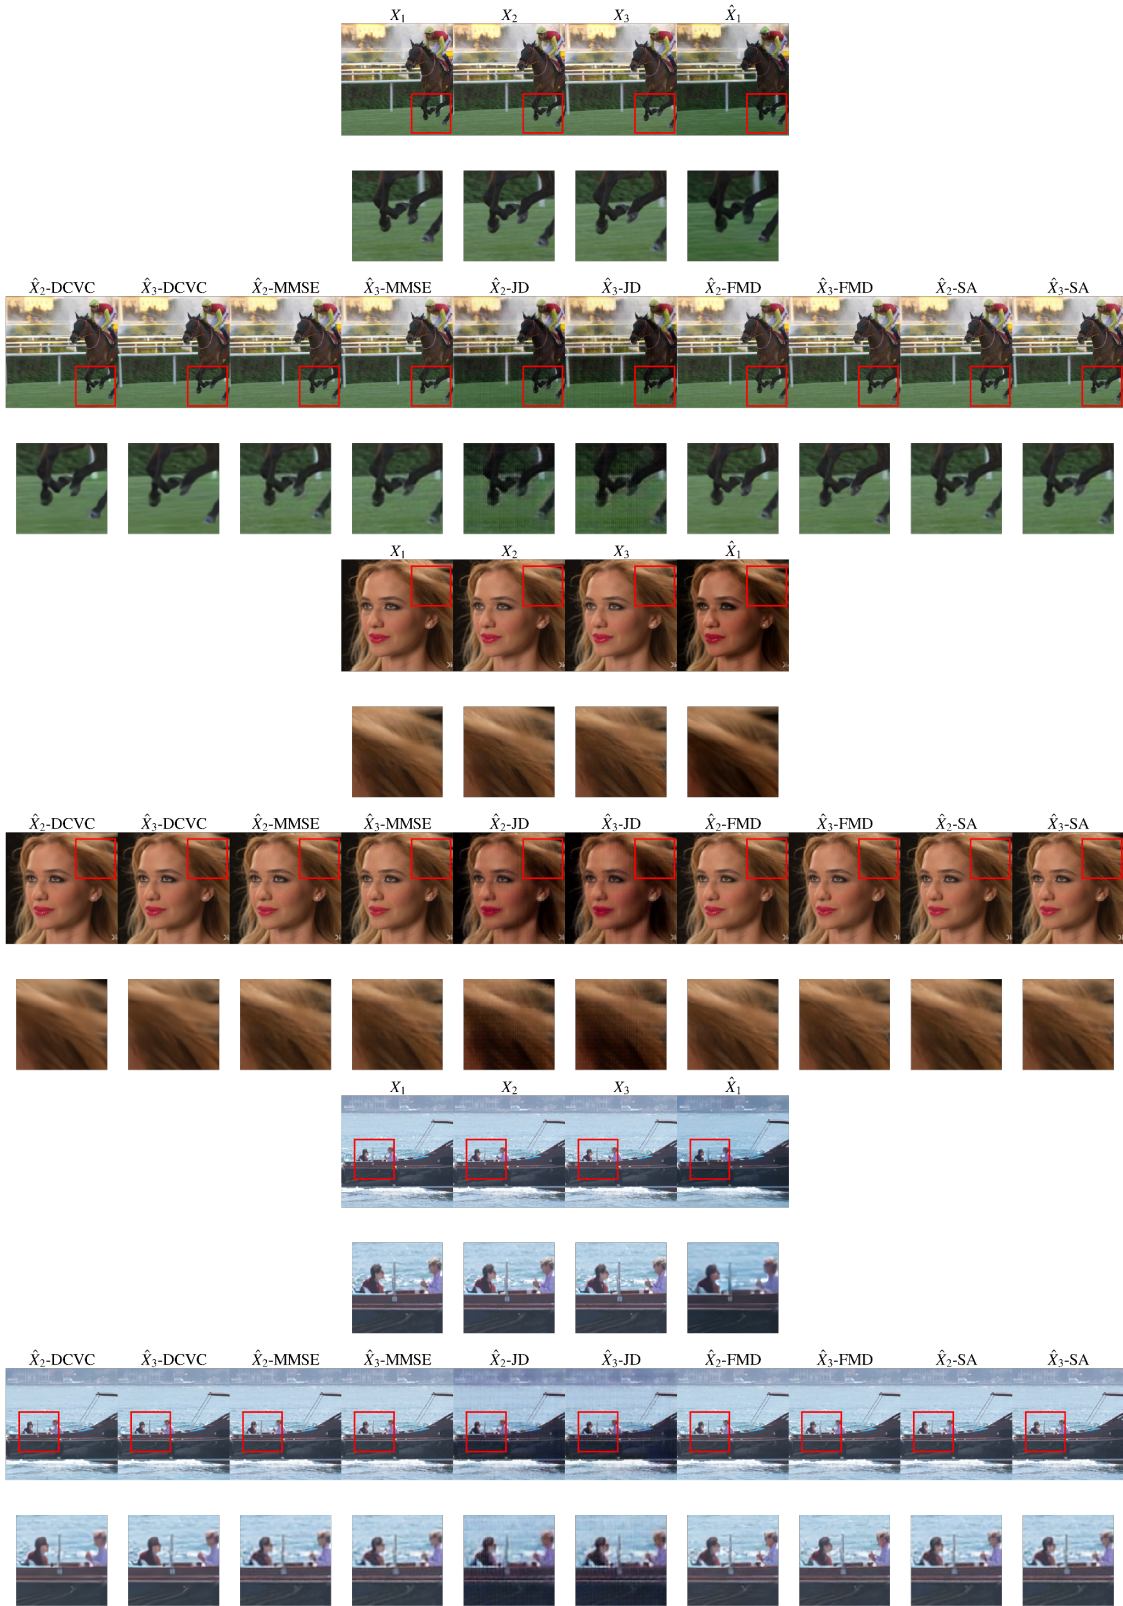 X̂₁ X₂ X₃ X̂₁
X̂₂-DCVC X̂₃-DCVC X̂₂-MMSE X̂₃-MMSE X̂₂-JD X̂₃-JD X̂₂-FMD X̂₃-FMD X̂₂-SA X̂₃-SA
X₁ X₂ X₃ X̂₁
X̂₂-DCVC X̂₃-DCVC X̂₂-MMSE X̂₃-MMSE X̂₂-JD X̂₃-JD X̂₂-FMD X̂₃-FMD X̂₂-SA X̂₃-SA
X₁ X₂ X₃ X̂₁
X̂₂-DCVC X̂₃-DCVC X̂₂-MMSE X̂₃-MMSE X̂₂-JD X̂₃-JD X̂₂-FMD X̂₃-FMD X̂₂-SA X̂₃-SA